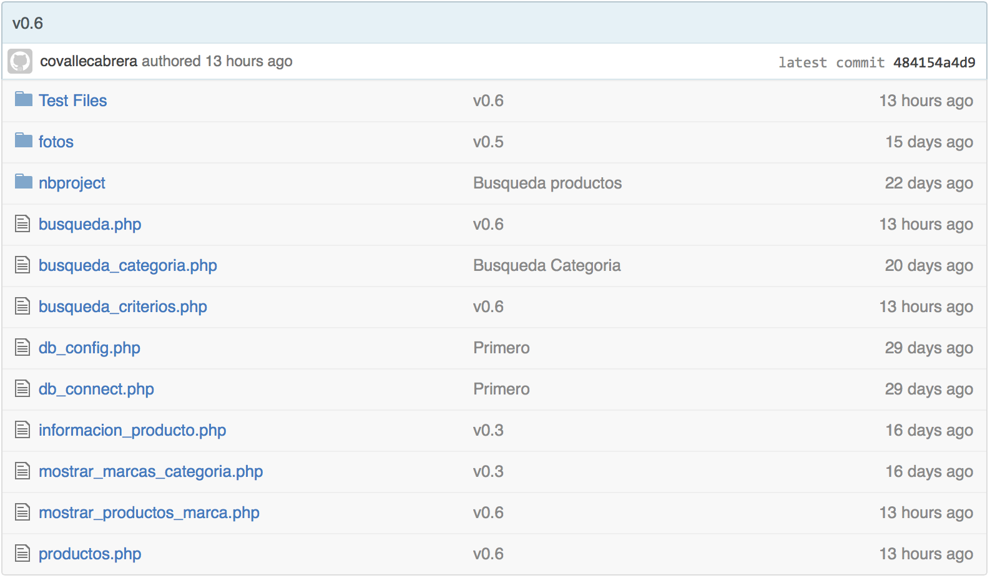 v0.6
covallecabrera authored 13 hours ago latest commit 484154a4d9
Test Files v0.6 13 hours ago
fotos v0.5 15 days ago
nbproject Busqueda productos 22 days ago
busqueda.php v0.6 13 hours ago
busqueda_categoria.php Busqueda Categoria 20 days ago
busqueda_criterios.php v0.6 13 hours ago
db_config.php Primero 29 days ago
db_connect.php Primero 29 days ago
informacion_producto.php v0.3 16 days ago
mostrar_marcas_categoria.php v0.3 16 days ago
mostrar_productos_marca.php v0.6 13 hours ago
productos.php v0.6 13 hours ago